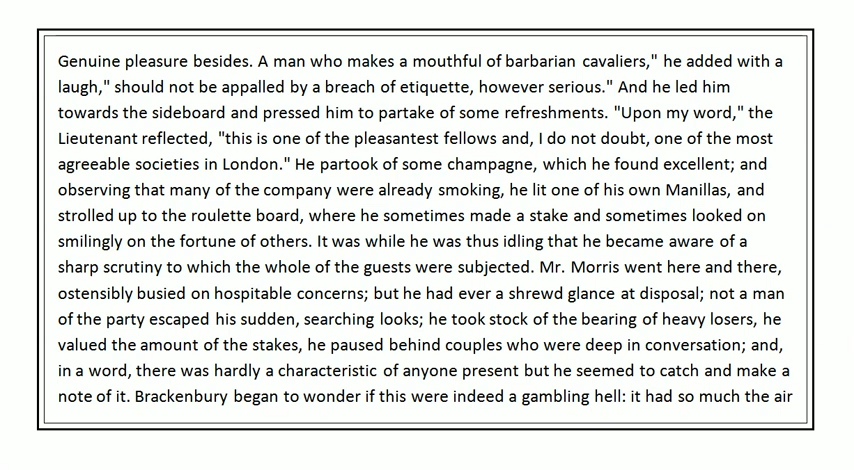 Genuine pleasure besides. A man who makes a mouthful of barbarian cavaliers," he added with a
laugh," should not be appalled by a breach of etiquette, however serious." And he led him
towards the sideboard and pressed him to partake of some refreshments. "Upon my word," the
Lieutenant reflected, "this is one of the pleasantest fellows and, I do not doubt, one of the most
agreeable societies in London." He partook of some champagne, which he found excellent; and
observing that many of the company were already smoking, he lit one of his own Manillas, and
strolled up to the roulette board, where he sometimes made a stake and sometimes looked on
smilingly on the fortune of others. It was while he was thus idling that he became aware of a
sharp scrutiny to which the whole of the guests were subjected. Mr. Morris went here and there,
ostensibly busied on hospitable concerns; but he had ever a shrewd glance at disposal; not a man
of the party escaped his sudden, searching looks; he took stock of the bearing of heavy losers, he
valued the amount of the stakes, he paused behind couples who were deep in conversation; and,
in a word, there was hardly a characteristic of anyone present but he seemed to catch and make a
note of it. Brackenbury began to wonder if this were indeed a gambling hell: it had so much the air